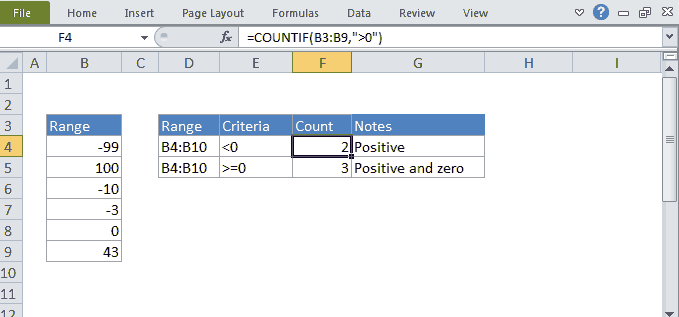 File Home Insert Page Layout Formulas Data Review View
F4 fx =COUNTIF(B3:B9,">0")
A B C D E F G H I
1
2
3 Range Range Criteria Count Notes
4 -99 B4:B10 <0 2 Positive
5 100 B4:B10 >=0 3 Positive and zero
6 -10
7 -3
8 0
9 43
10
11
12